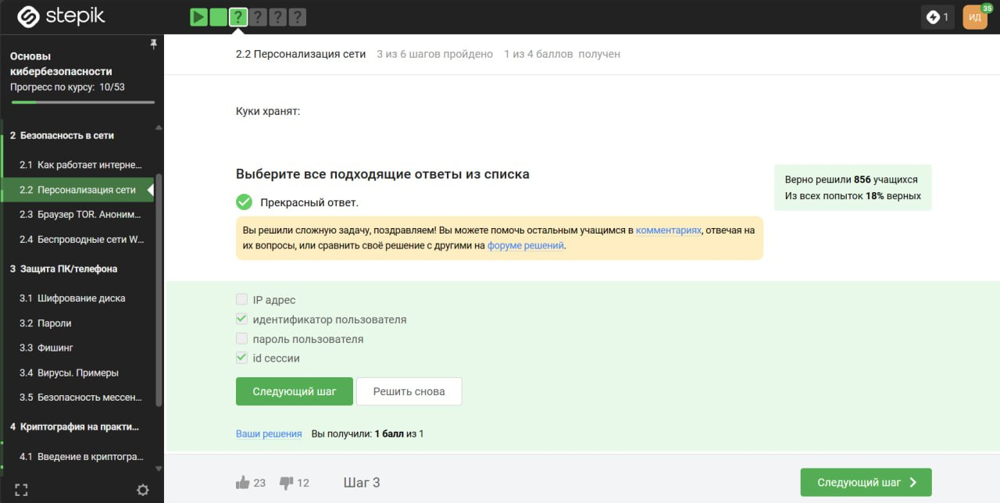 stepik
?
?
?
?
1
ИД
35
Основы
кибербезопасности
Прогресс по курсу: 10/53
2 Безопасность в сети
2.1 Как работает интерне...
2.2 Персонализация сети
2.3 Браузер TOR. Аноним...
2.4 Беспроводные сети W...
3 Защита ПК/телефона
3.1 Шифрование диска
3.2 Пароли
3.3 Фишинг
3.4 Вирусы. Примеры
3.5 Безопасность мессен...
4 Криптография на практи...
4.1 Введение в криптогра...
2.2 Персонализация сети 3 из 6 шагов пройдено 1 из 4 баллов получен
Куки хранят:
Выберите все подходящие ответы из списка
Прекрасный ответ.
Верно решили 856 учащихся
Из всех попыток 18% верных
Вы решили сложную задачу, поздравляем! Вы можете помочь остальным учащимся в комментариях, отвечая на
их вопросы, или сравнить своё решение с другими на форуме решений.
IP адрес
идентификатор пользователя
пароль пользователя
id сессии
Следующий шаг
Решить снова
Ваши решения Вы получили: 1 балл из 1
23 12 Шаг 3
Следующий шаг